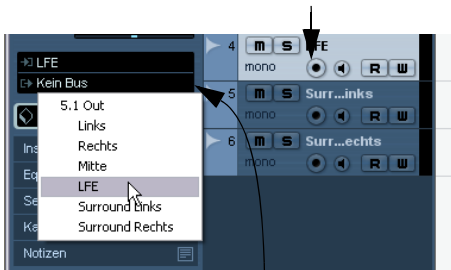 LFE
Kein Bus
5.1 Out
Links
Rechts
Mitte
LFE
Surround Links
Surround Rechts
Notizen
4 m S LFE
mono R W
5 m S Surr...inks
mono R W
6 m S Surr...echts
mono R W